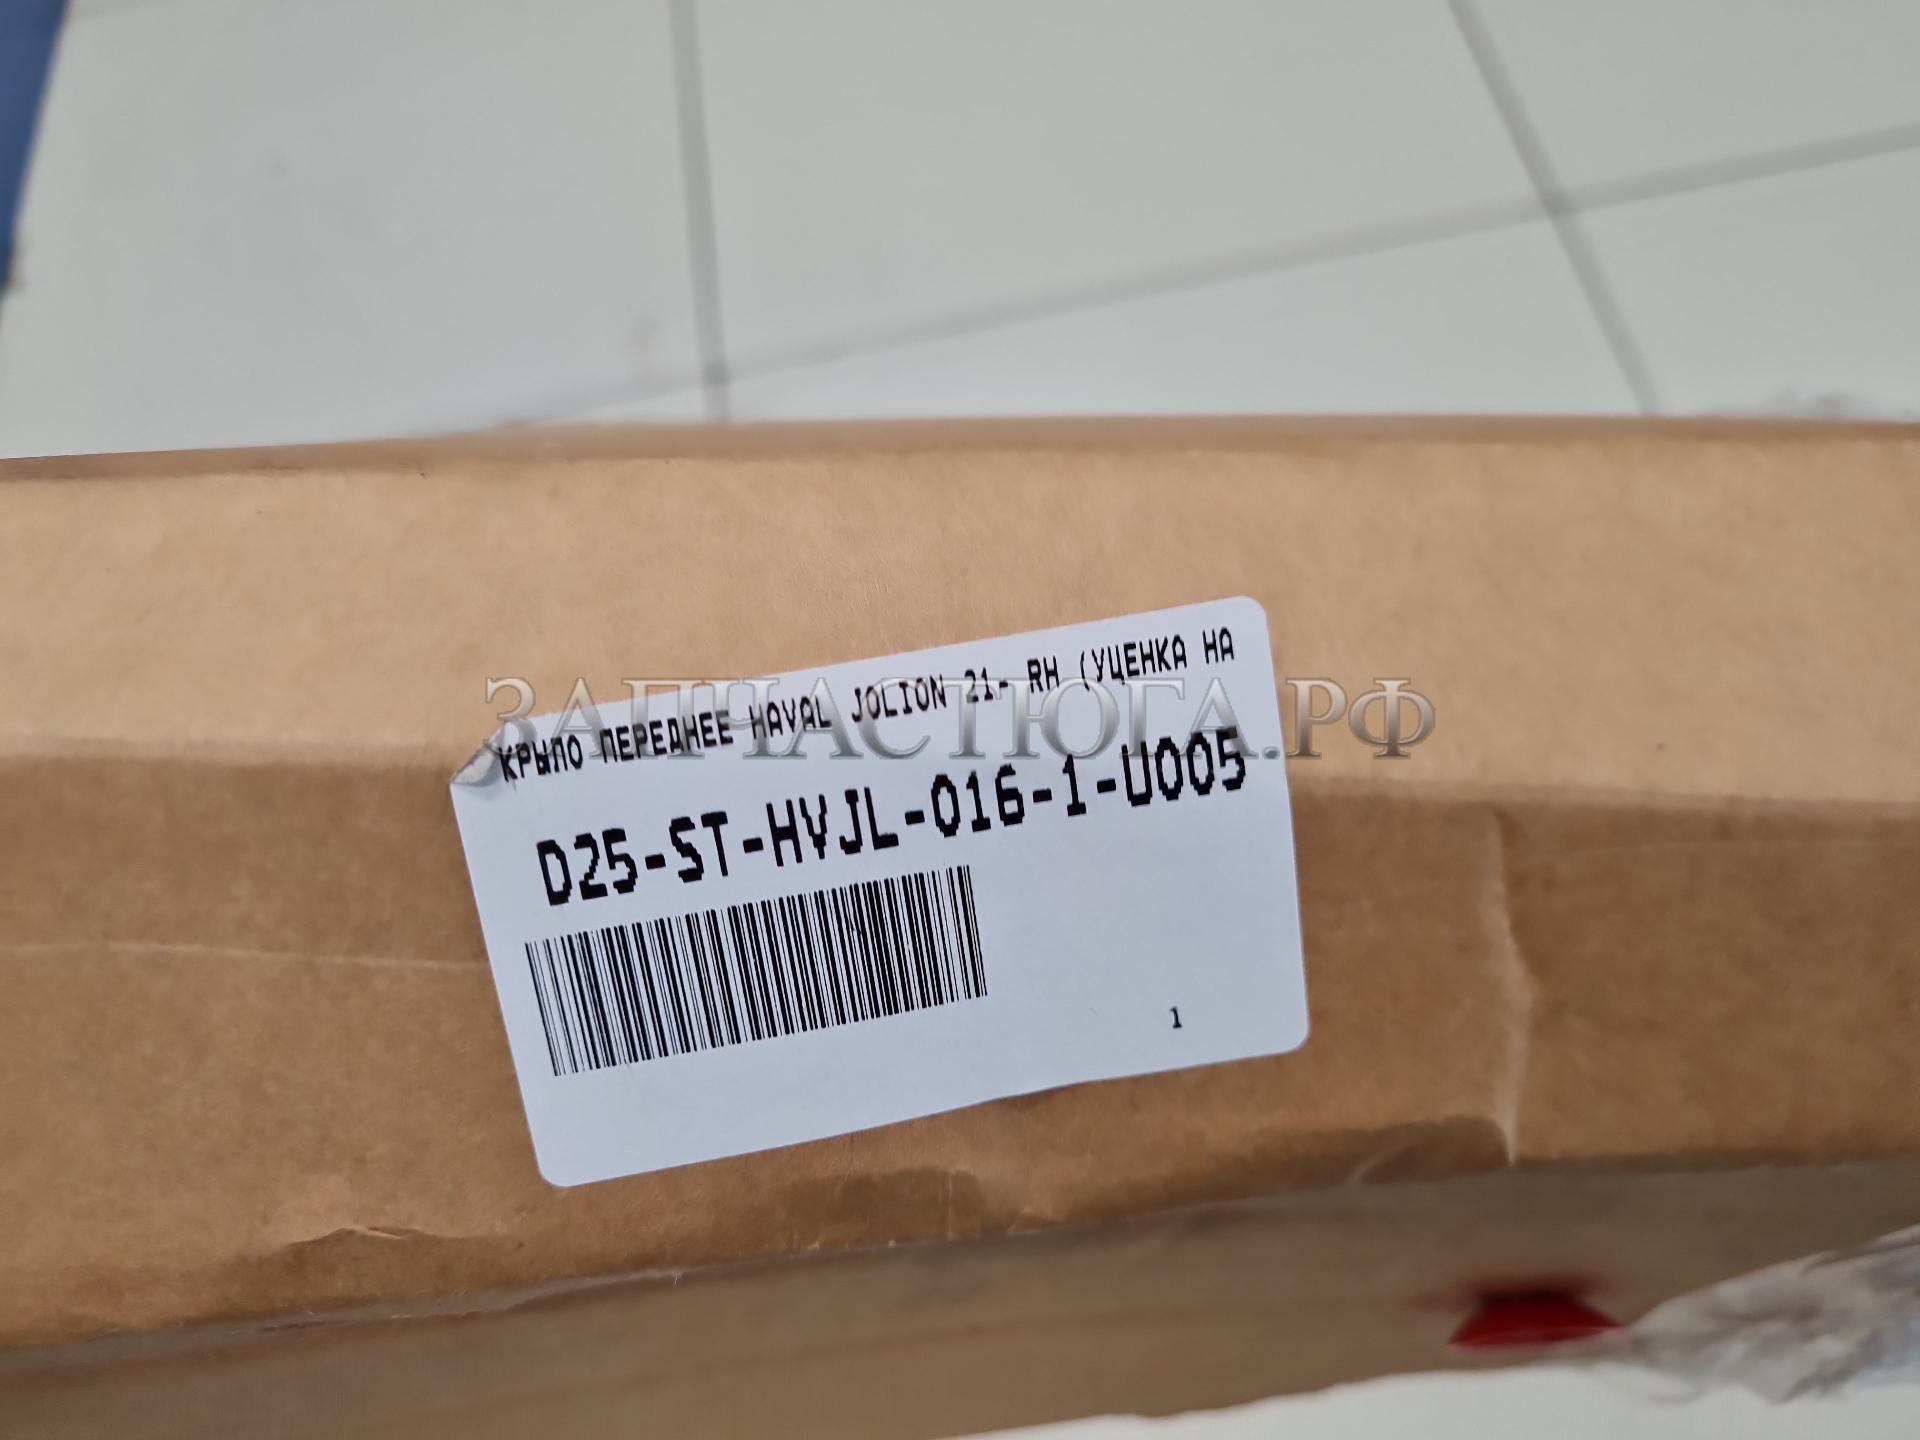 КРЫЛО ПЕРЕДНЕЕ HAVAL JOLION 21- RH (УЦЕНКА НА
ЗАПЧАСТЮГА.РФ
D25-ST-HVJL-016-1-U005
1